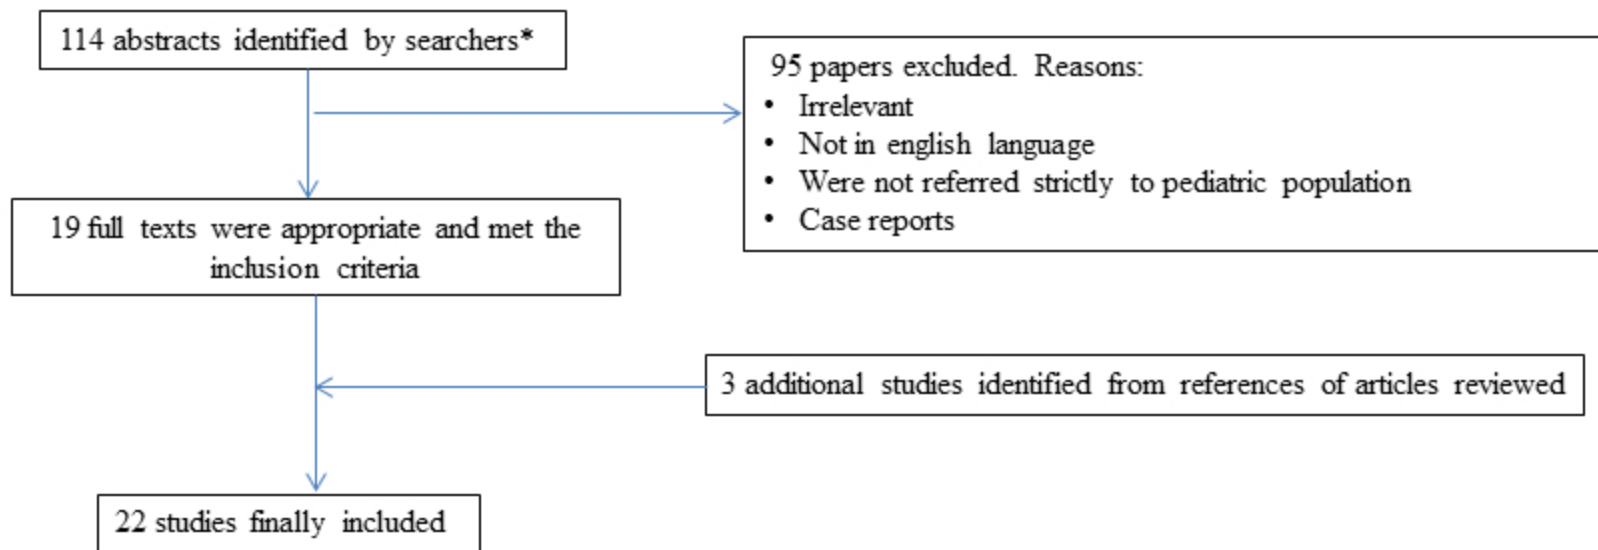 114 abstracts identified by searchers*
95 papers excluded. Reasons:
• Irrelevant
• Not in english language
• Were not referred strictly to pediatric population
• Case reports
19 full texts were appropriate and met the
inclusion criteria
3 additional studies identified from references of articles reviewed
22 studies finally included